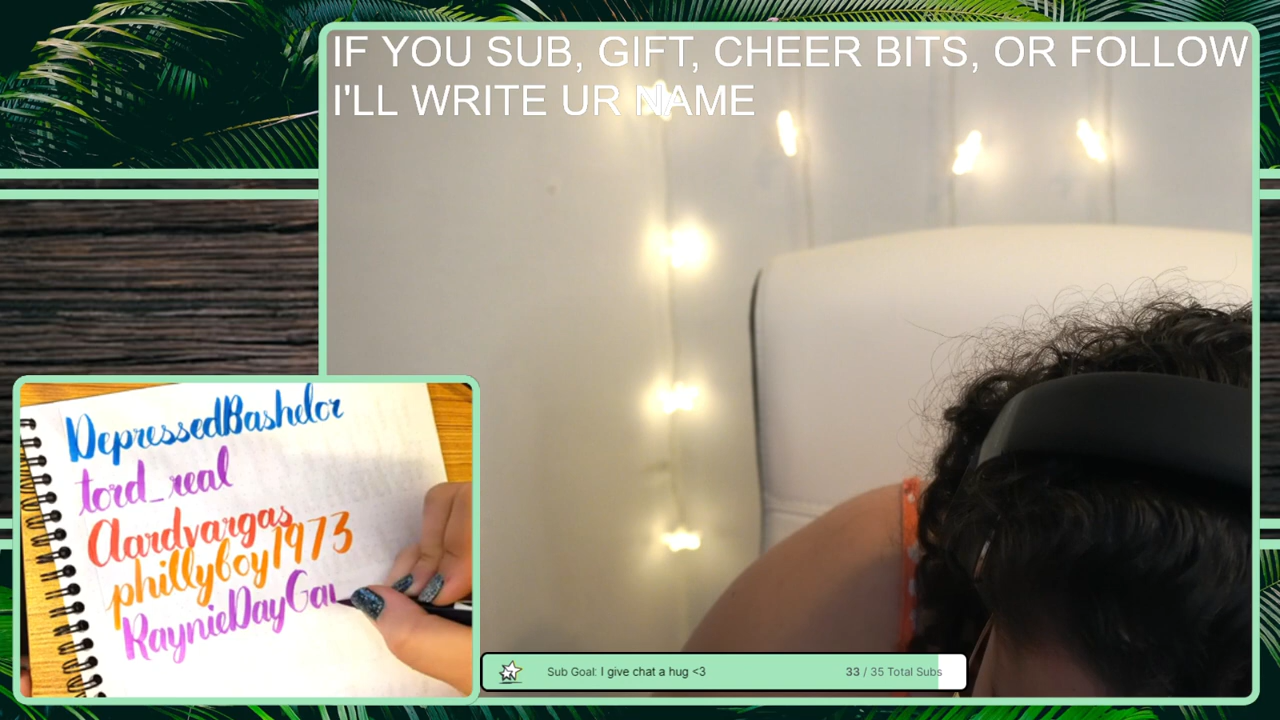 IF YOU SUB, GIFT, CHEER BITS, OR FOLLOW
I'LL WRITE UR NAME
DepressedBashelor
tord_real
Aardvargas
phillyboy1973
RaynieDayGa
Sub Goal: I give chat a hug <3
33 / 35 Total Subs